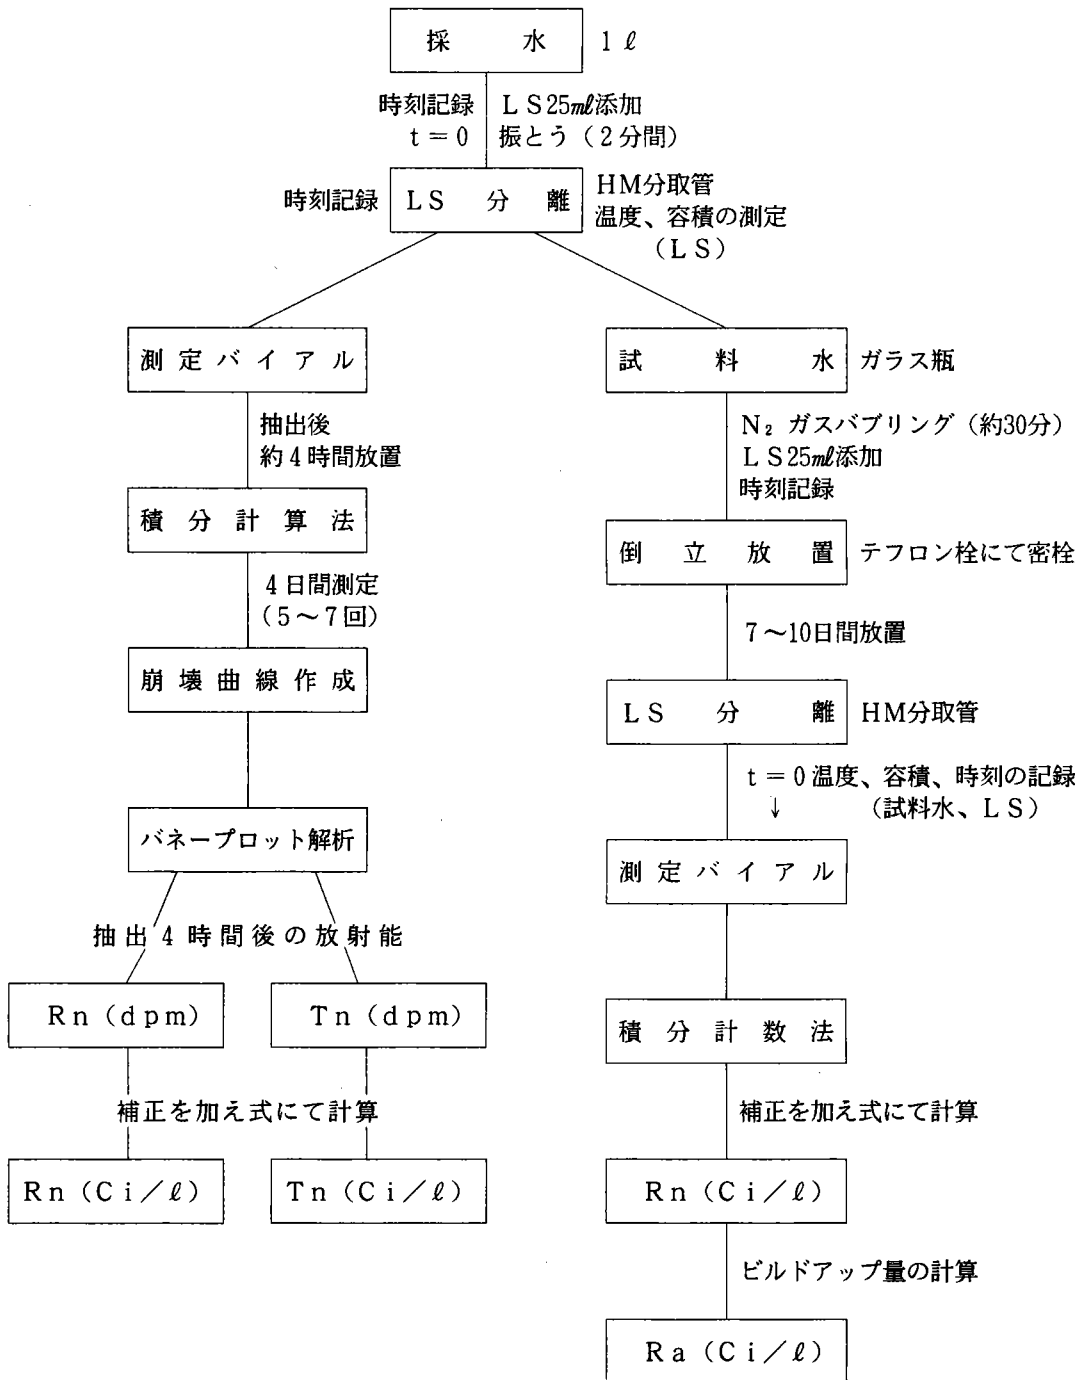 採水 1ℓ
時刻記録 LS25mℓ添加
t=0 振とう(2分間)
時刻記録 LS分離 HM分取管
温度、容積の測定
(LS)
測定バイアル
抽出後
約4時間放置
積分計算法
4日間測定
(5～7回)
崩壊曲線作成
バネープロット解析
抽出4時間後の放射能
Rn(dpm) Tn(dpm)
補正を加え式にて計算
Rn(Ci/ℓ) Tn(Ci/ℓ)
試料水 ガラス瓶
N₂ ガスバブリング(約30分)
LS25mℓ添加
時刻記録
倒立放置 テフロン栓にて密栓
7～10日間放置
LS分離 HM分取管
t=0温度、容積、時刻の記録
↓ (試料水、LS)
測定バイアル
積分計数法
補正を加え式にて計算
Rn(Ci/ℓ)
ビルドアップ量の計算
Ra(Ci/ℓ)